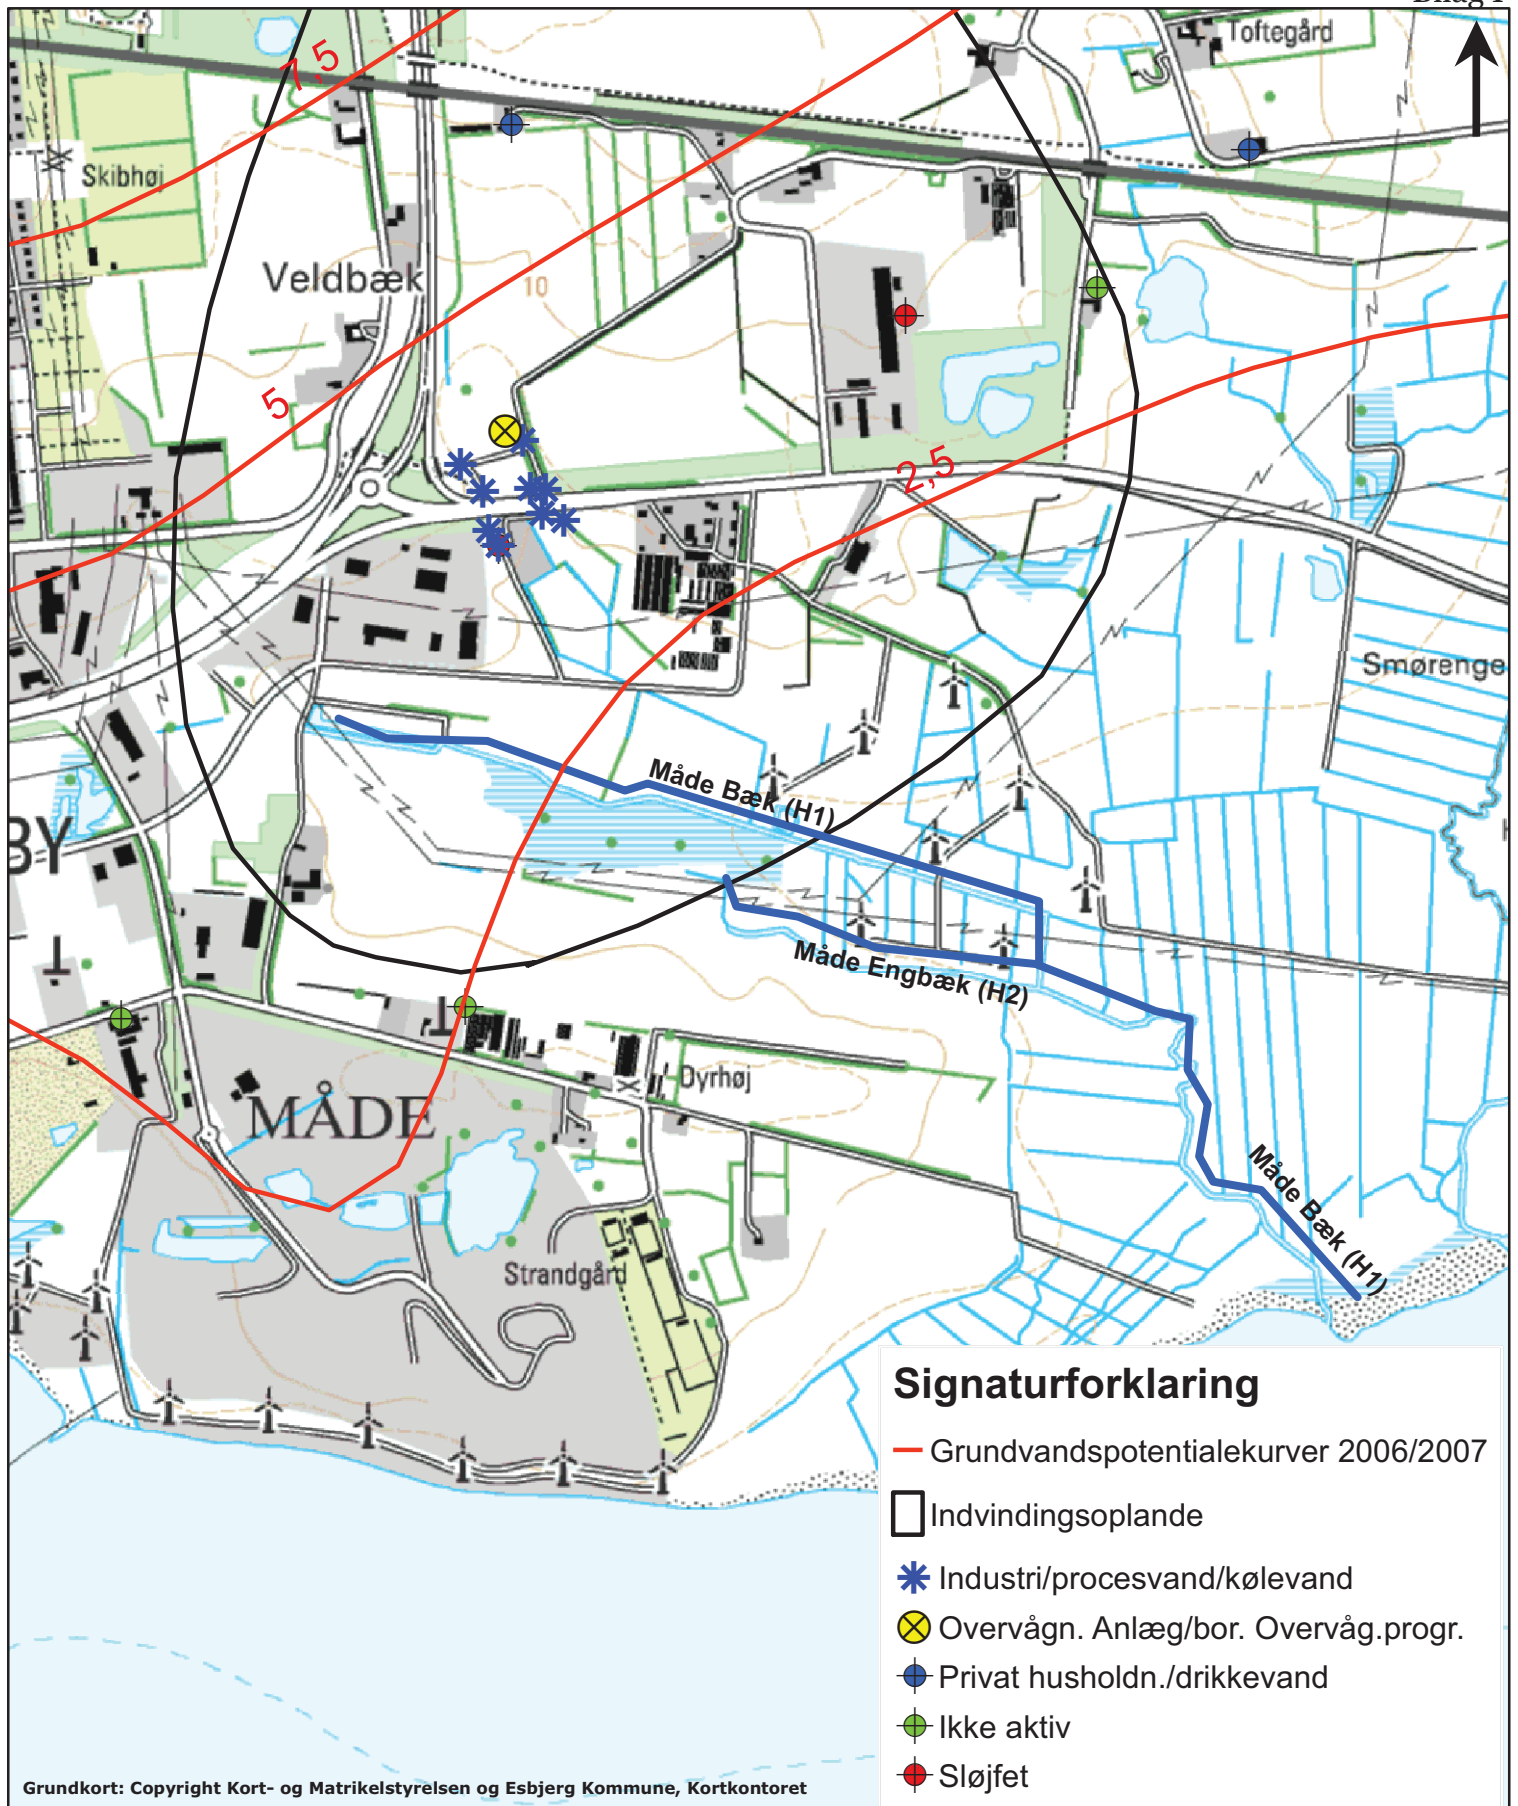 Toftegård
7,5
Skibhøj
Veldbæk
10
5
2,5
Smørenge
Måde Bæk (H1)
BY
Måde Engbæk (H2)
Dyrhøj
MÅDE
Måde Bæk (H1)
Strandgård
Signaturforklaring
Grundvandspotentialekurver 2006/2007
Indvindingsoplande
Industri/procesvand/kølevand
Overvågn. Anlæg/bor. Overvåg.progr.
Privat husholdn./drikkevand
Ikke aktiv
Sløjfet
Grundkort: Copyright Kort- og Matrikelstyrelsen og Esbjerg Kommune, Kortkontoret